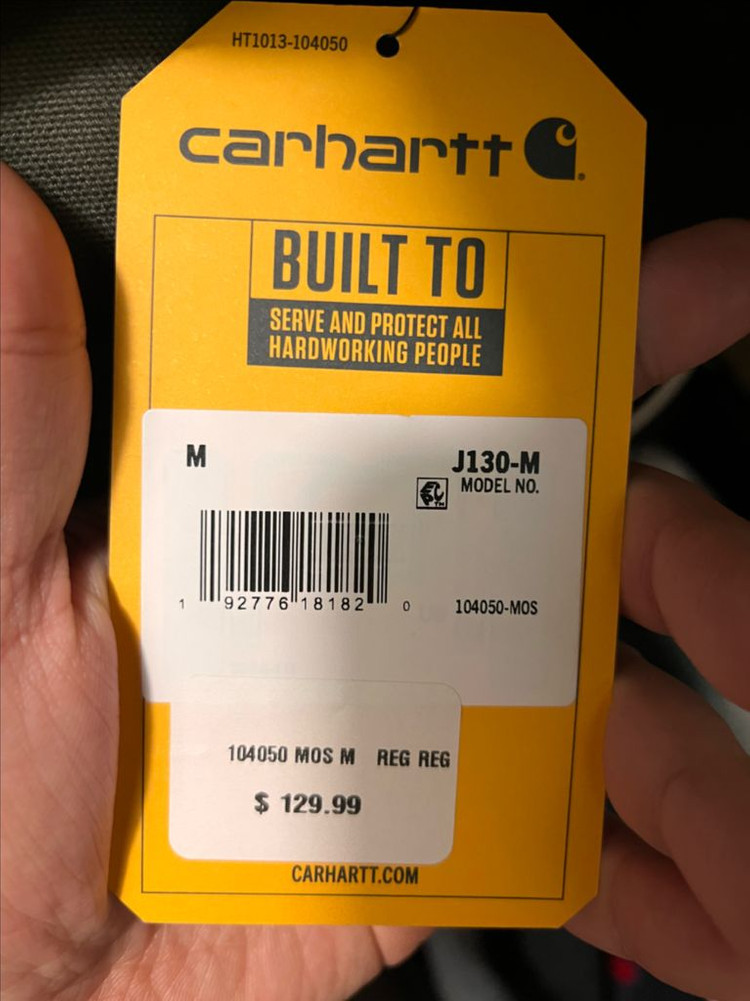 HT1013-104050
carhartt
BUILT TO
SERVE AND PROTECT ALL
HARDWORKING PEOPLE
M
J130-M
MODEL NO.
1 92776 18182 0
104050-MOS
104050 MOS M REG REG
$ 129.99
CARHARTT.COM